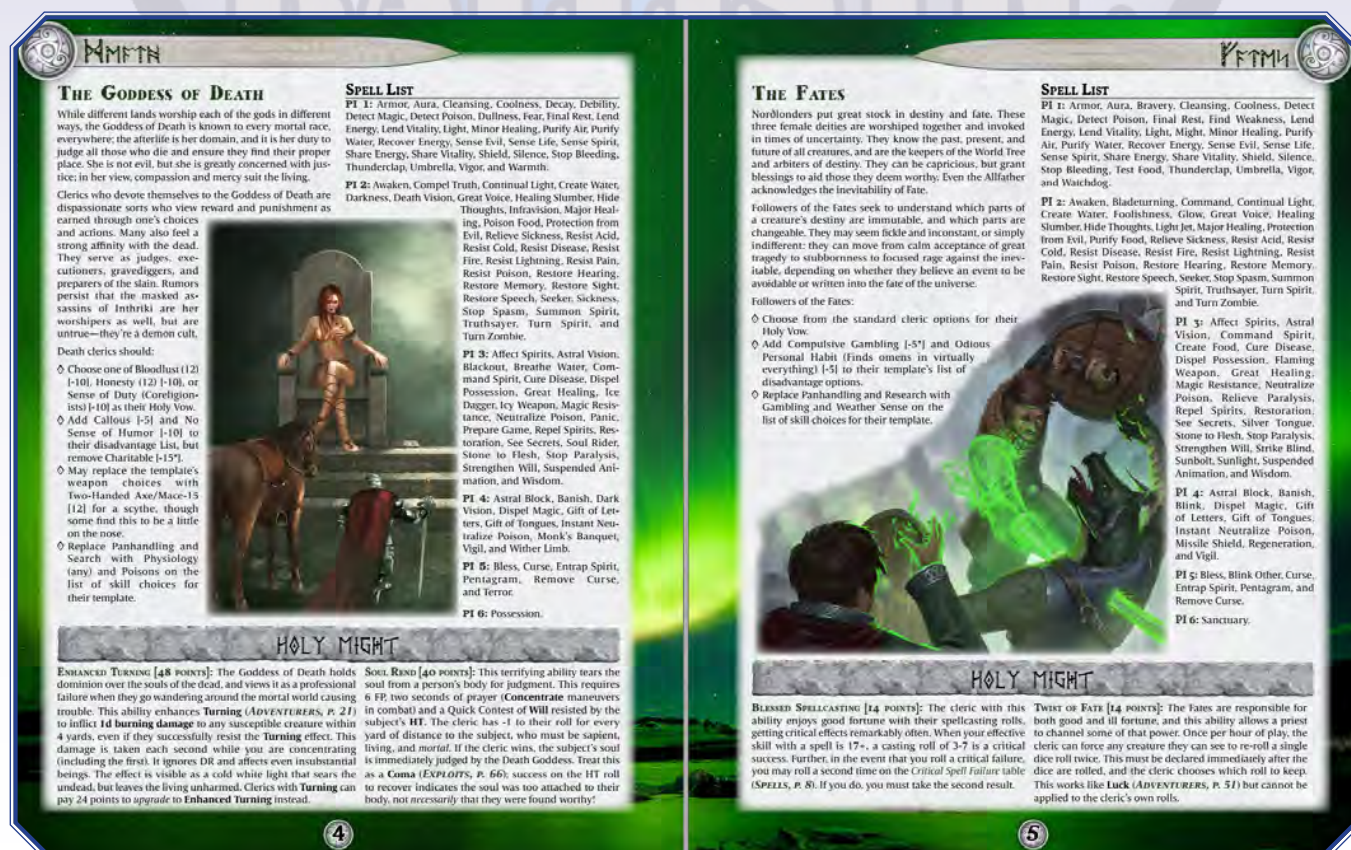 Death
The Goddess of Death
While different lands worship each of the gods in different
ways, the Goddess of Death is known to every mortal race,
everywhere; the afterlife is her domain, and it is her duty to
judge all those who die and ensure they find their proper
place. She is not evil, but she is greatly concerned with jus-
tice; in her view, compassion and mercy suit the living.
Clerics who devote themselves to the Goddess of Death are
dispassionate sorts who view reward and punishment as
earned through one's choices
and actions. Many also feel a
strong affinity with the dead.
They serve as judges, exe-
cutioners, gravediggers, and
preparers of the slain. Rumors
persist that the masked as-
sassins of Inthriki are her
worshipers as well, but are
untrue—they're a demon cult.
Death clerics should:
◊ Choose one of Bloodlust (12)
[-10], Honesty (12) [-10], or
Sense of Duty (Coreligion-
ists) [-10] as their Holy Vow.
◊ Add Callous [-5] and No
Sense of Humor [-10] to
their disadvantage List, but
remove Charitable [-15*].
◊ May replace the template's
weapon choices with
Two-Handed Axe/Mace-15
[12] for a scythe, though
some find this to be a little
on the nose.
◊ Replace Panhandling and
Search with Physiology
(any) and Poisons on the
list of skill choices for
their template.
Spell List
PI 1: Armor, Aura, Cleansing, Coolness, Decay, Debility,
Detect Magic, Detect Poison, Dullness, Fear, Final Rest, Lend
Energy, Lend Vitality, Light, Minor Healing, Purify Air, Purify
Water, Recover Energy, Sense Evil, Sense Life, Sense Spirit,
Share Energy, Share Vitality, Shield, Silence, Stop Bleeding,
Thunderclap, Umbrella, Vigor, and Warmth.
PI 2: Awaken, Compel Truth, Continual Light, Create Water,
Darkness, Death Vision, Great Voice, Healing Slumber, Hide
Thoughts, Infravision, Major Heal-
ing, Poison Food, Protection from
Evil, Relieve Sickness, Resist Acid,
Resist Cold, Resist Disease, Resist
Fire, Resist Lightning, Resist Pain,
Resist Poison, Restore Hearing,
Restore Memory, Restore Sight,
Restore Speech, Seeker, Sickness,
Stop Spasm, Summon Spirit,
Truthsayer, Turn Spirit, and
Turn Zombie.
PI 3: Affect Spirits, Astral Vision,
Blackout, Breathe Water, Com-
mand Spirit, Cure Disease, Dispel
Possession, Great Healing, Ice
Dagger, Icy Weapon, Magic Resis-
tance, Neutralize Poison, Panic,
Prepare Game, Repel Spirits, Res-
toration, See Secrets, Soul Rider,
Stone to Flesh, Stop Paralysis,
Strengthen Will, Suspended Ani-
mation, and Wisdom.
PI 4: Astral Block, Banish, Dark
Vision, Dispel Magic, Gift of Let-
ters, Gift of Tongues, Instant Neu-
tralize Poison, Monk's Banquet,
Vigil, and Wither Limb.
PI 5: Bless, Curse, Entrap Spirit,
Pentagram, Remove Curse,
and Terror.
PI 6: Possession.
Holy Might
Enhanced Turning [48 points]: The Goddess of Death holds
dominion over the souls of the dead, and views it as a professional
failure when they go wandering around the mortal world causing
trouble. This ability enhances Turning (Adventurers, p. 21)
to inflict 1d burning damage to any susceptible creature within
4 yards, even if they successfully resist the Turning effect. This
damage is taken each second while you are concentrating
(including the first). It ignores DR and affects even insubstantial
beings. The effect is visible as a cold white light that sears the
undead, but leaves the living unharmed. Clerics with Turning can
pay 24 points to upgrade to Enhanced Turning instead.
Soul Rend [40 points]: This terrifying ability tears the
soul from a person's body for judgment. This requires
6 FP, two seconds of prayer (Concentrate maneuvers
in combat) and a Quick Contest of Will resisted by the
subject's HT. The cleric has -1 to their roll for every
yard of distance to the subject, who must be sapient,
living, and mortal. If the cleric wins, the subject's soul
is immediately judged by the Death Goddess. Treat this
as a Coma (Exploits, p. 66); success on the HT roll
to recover indicates the soul was too attached to their
body, not necessarily that they were found worthy!
4
Fates
The Fates
Norðlonders put great stock in destiny and fate. These
three female deities are worshiped together and invoked
in times of uncertainty. They know the past, present, and
future of all creatures, and are the keepers of the World Tree
and arbiters of destiny. They can be capricious, but grant
blessings to aid those they deem worthy. Even the Allfather
acknowledges the inevitability of Fate.
Followers of the Fates seek to understand which parts of
a creature's destiny are immutable, and which parts are
changeable. They may seem fickle and inconstant, or simply
indifferent: they can move from calm acceptance of great
tragedy to stubbornness to focused rage against the inev-
itable, depending on whether they believe an event to be
avoidable or written into the fate of the universe.
Followers of the Fates:
◊ Choose from the standard cleric options for their
Holy Vow.
◊ Add Compulsive Gambling [-5*] and Odious
Personal Habit (Finds omens in virtually
everything) [-5] to their template's list of
disadvantage options.
◊ Replace Panhandling and Research with
Gambling and Weather Sense on the
list of skill choices for their template.
Spell List
PI 1: Armor, Aura, Bravery, Cleansing, Coolness, Detect
Magic, Detect Poison, Final Rest, Find Weakness, Lend
Energy, Lend Vitality, Light, Might, Minor Healing, Purify
Air, Purify Water, Recover Energy, Sense Evil, Sense Life,
Sense Spirit, Share Energy, Share Vitality, Shield, Silence,
Stop Bleeding, Test Food, Thunderclap, Umbrella, Vigor,
and Watchdog.
PI 2: Awaken, Bladeturning, Command, Continual Light,
Create Water, Foolishness, Glow, Great Voice, Healing
Slumber, Hide Thoughts, Light Jet, Major Healing, Protection
from Evil, Purify Food, Relieve Sickness, Resist Acid, Resist
Cold, Resist Disease, Resist Fire, Resist Lightning, Resist
Pain, Resist Poison, Restore Hearing, Restore Memory,
Restore Sight, Restore Speech, Seeker, Stop Spasm, Summon
Spirit, Truthsayer, Turn Spirit,
and Turn Zombie.
PI 3: Affect Spirits, Astral
Vision, Command Spirit,
Create Food, Cure Disease,
Dispel Possession, Flaming
Weapon, Great Healing,
Magic Resistance, Neutralize
Poison, Relieve Paralysis,
Repel Spirits, Restoration,
See Secrets, Silver Tongue,
Stone to Flesh, Stop Paralysis,
Strengthen Will, Strike Blind,
Sunbolt, Sunlight, Suspended
Animation, and Wisdom.
PI 4: Astral Block, Banish,
Blink, Dispel Magic, Gift
of Letters, Gift of Tongues,
Instant Neutralize Poison,
Missile Shield, Regeneration,
and Vigil.
PI 5: Bless, Blink Other, Curse,
Entrap Spirit, Pentagram, and
Remove Curse.
PI 6: Sanctuary.
Holy Might
Blessed Spellcasting [14 points]: The cleric with this
ability enjoys good fortune with their spellcasting rolls,
getting critical effects remarkably often. When your effective
skill with a spell is 17+, a casting roll of 3-7 is a critical
success. Further, in the event that you roll a critical failure,
you may roll a second time on the Critical Spell Failure table
(Spells, p. 8). If you do, you must take the second result.
Twist of Fate [14 points]: The Fates are responsible for
both good and ill fortune, and this ability allows a priest
to channel some of that power. Once per hour of play, the
cleric can force any creature they can see to re-roll a single
dice roll twice. This must be declared immediately after the
dice are rolled, and the cleric chooses which roll to keep.
This works like Luck (Adventurers, p. 51) but cannot be
applied to the cleric's own rolls.
5